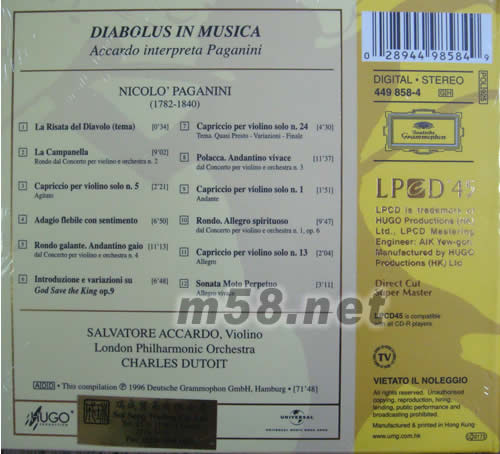 DIABOLUS IN MUSICA
Accardo interpreta Paganini
NICOLO' PAGANINI
(1782-1840)
1 La Risata del Diavolo (tema) [0'34]
2 La Campanella [9'02]
Rondo dal Concerto per violino e orchestra n. 2
3 Capriccio per violino solo n. 5 [2'21]
Agitato
4 Adagio flebile con sentimento [6'50]
5 Rondo galante. Andantino gaio [11'13]
dal Concerto per violino e orchestra n. 4
6 Introduzione e variazioni su [6'48]
God Save the King op.9
7 Capriccio per violino solo n. 24 [4'30]
Tema. Quasi Presto - Variazioni - Finale
8 Polacca. Andantino vivace [11'37]
dal Concerto per violino e orchestra n. 3
9 Capriccio per violino solo n. 1 [1'51]
Andante
10 Rondo. Allegro spirituoso [9'47]
dal Concerto per violino e orchestra n. 1, op. 6
11 Capriccio per violino solo n. 13 [2'04]
Allegro
12 Sonata Moto Perpetuo [3'11]
Allegro vivace
m58.net
SALVATORE ACCARDO, Violino
London Philharmonic Orchestra
CHARLES DUTOIT
ADD • This compilation Ⓟ 1996 Deutsche Grammophon GmbH, Hamburg • [71'48]
HUGO
PRODUCTION
UNIVERSAL
0 28944 98584 9
DIGITAL · STEREO
449 858-4 GH
Deutsche
Grammophon
LPCD 45
LPCD is trademark of
HUGO Productions (HK)
Ltd., LPCD Mastering
Engineer: AIK Yew-goh
Manufactured by HUGO
Productions (HK) Ltd
Direct Cut
Super Master
LPCD45 is compatible
on all CD-R players
TV
VIETATO IL NOLEGGIO
All rights reserved. Unauthorised
copying, reproduction, hiring,
lending, public performance and
broadcasting prohibited.
Manufactured & printed in Hong Kong
www.umg.com.hk